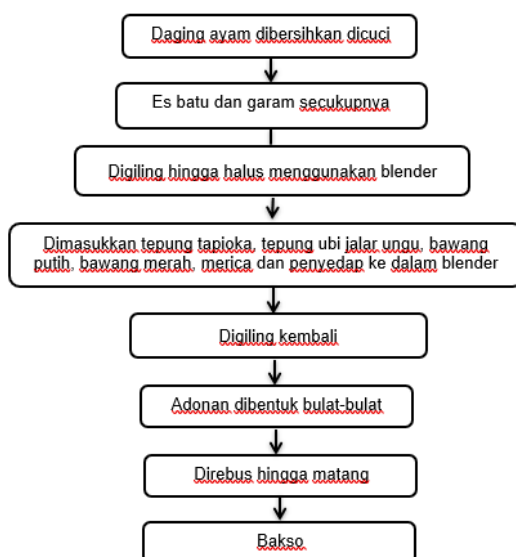 Daging ayam dibersihkan dicuci
Es batu dan garam secukupnya
Digiling hingga halus menggunakan blender
Dimasukkan tepung tapioka, tepung ubi jalar ungu, bawang
putih, bawang merah, merica dan penyedap ke dalam blender
Digiling kembali
Adonan dibentuk bulat-bulat
Direbus hingga matang
Bakso